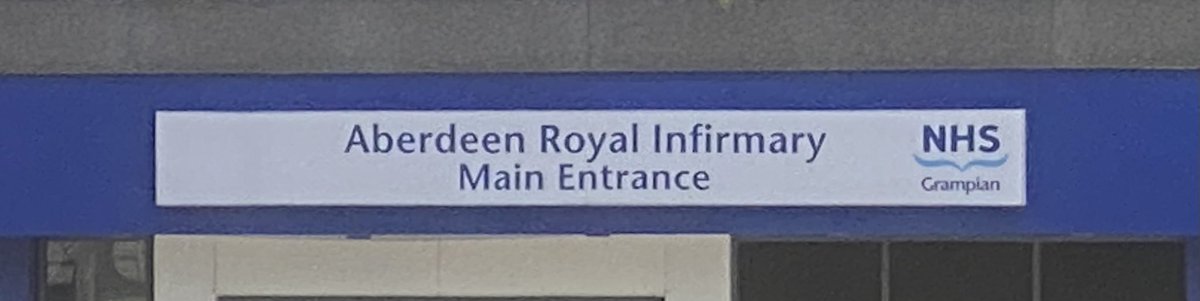 Aberdeen Royal Infirmary
Main Entrance
NHS
Grampian